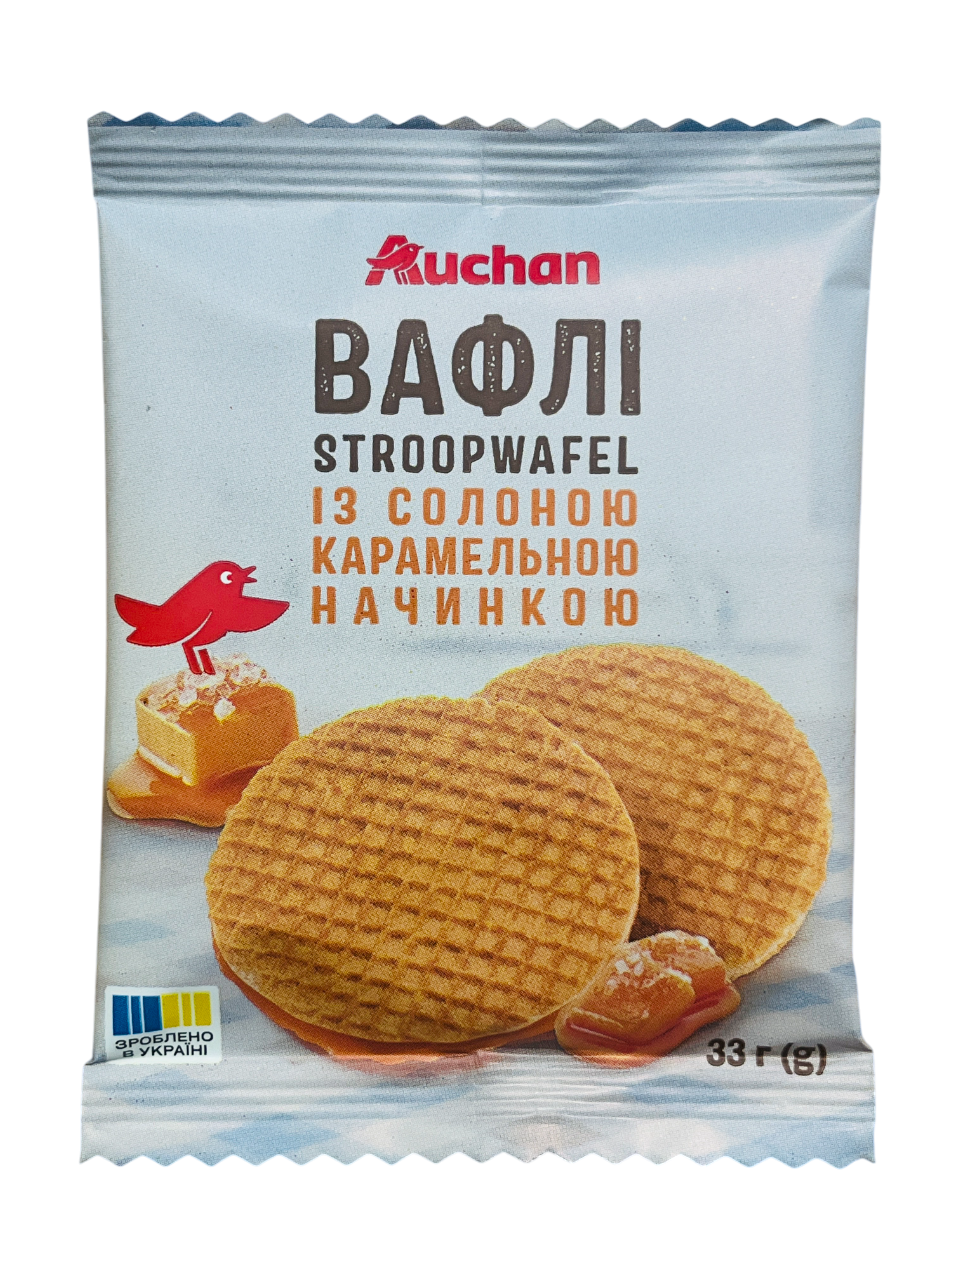 Auchan
ВАФЛІ
STROOPWAFEL
ІЗ СОЛОНОЮ
КАРАМЕЛЬНОЮ
НАЧИНКОЮ
ЗРОБЛЕНО
В УКРАЇНІ
33 г (g)